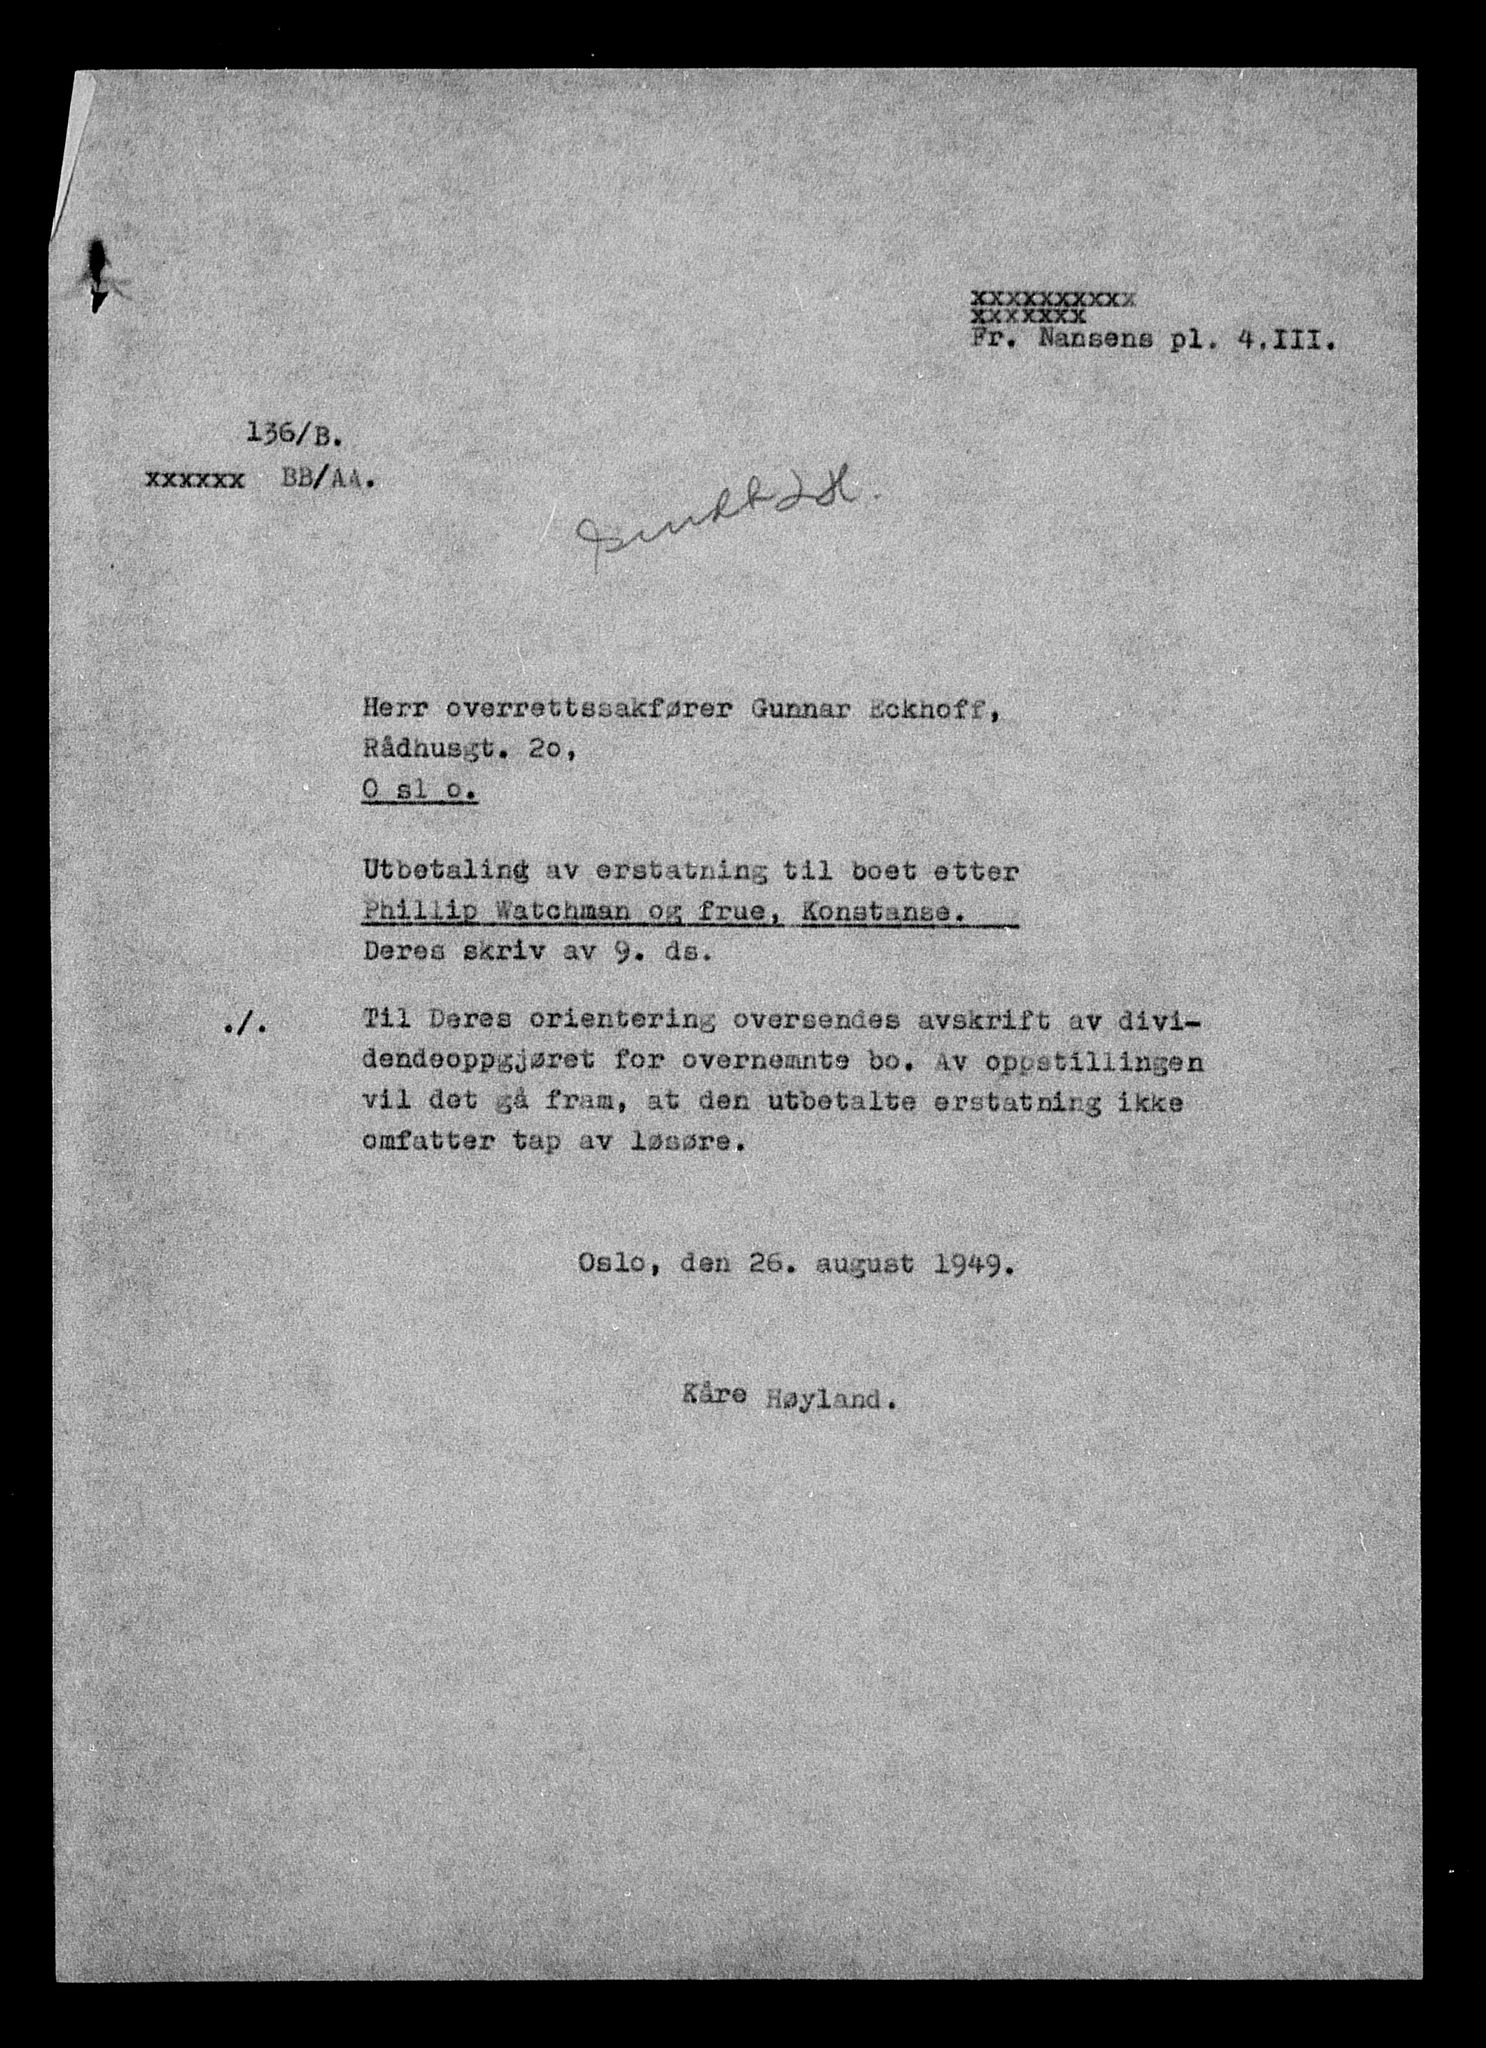 xxxxxxxxxx
xxxxxxx
Fr. Nansens pl. 4.III.
136/B.
xxxxxx BB/AA.
Herr overrettssakfører Gunnar Eckhoff,
Rådhusgt. 2o,
O sl o.
Utbetaling av erstatning til boet etter
Phillip Watchman og frue, Konstanse.
Deres skriv av 9. ds.
./. Til Deres orientering oversendes avskrift av divi-
dendeoppgjøret for overnemnte bo. Av oppstillingen
vil det gå fram, at den utbetalte erstatning ikke
omfatter tap av løsøre.
Oslo, den 26. august 1949.
Kåre Høyland.